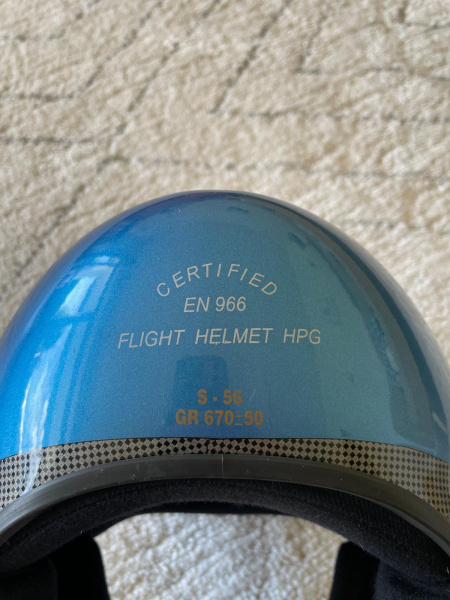 CERTIFIED
EN 966
FLIGHT HELMET HPG
S - 56
GR 670±50